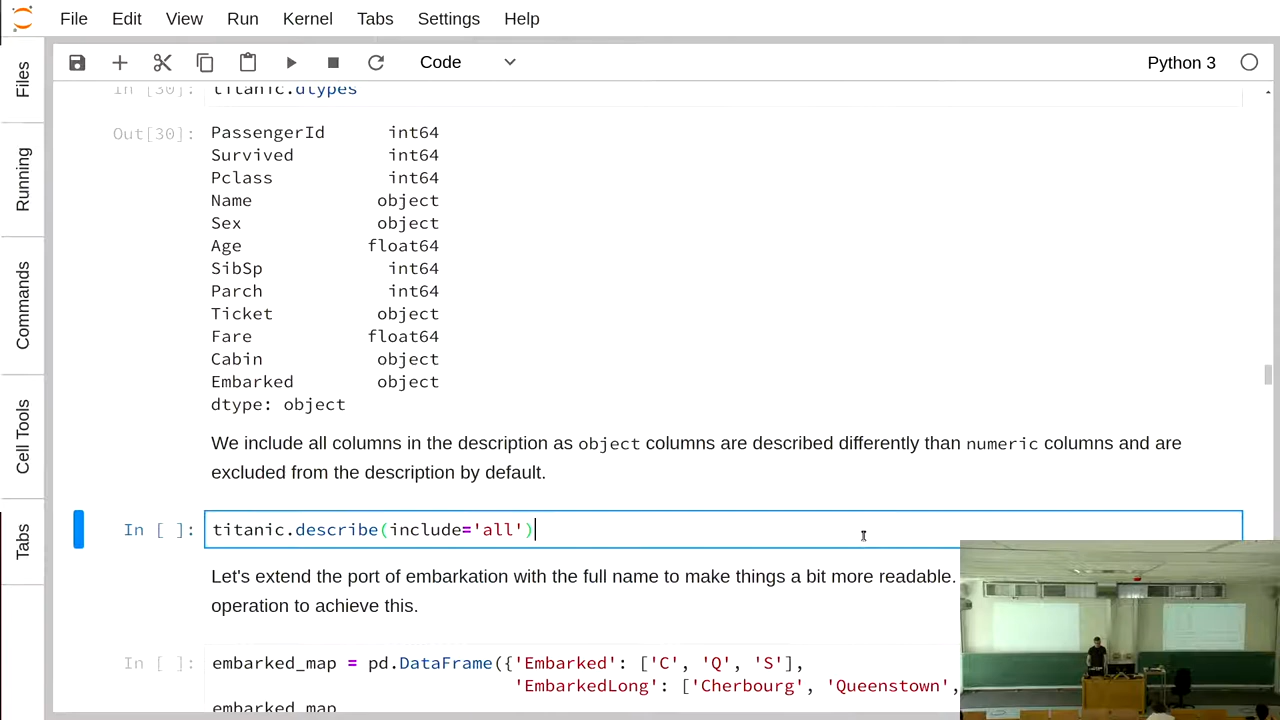 File Edit View Run Kernel Tabs Settings Help
Code
Python 3
Files
Running
Commands
Cell Tools
Tabs
In [30]: titanic.dtypes
Out[30]: PassengerId int64
Survived int64
Pclass int64
Name object
Sex object
Age float64
SibSp int64
Parch int64
Ticket object
Fare float64
Cabin object
Embarked object
dtype: object
We include all columns in the description as object columns are described differently than numeric columns and are
excluded from the description by default.
In [ ]: titanic.describe(include='all')
Let's extend the port of embarkation with the full name to make things a bit more readable.
operation to achieve this.
In [ ]: embarked_map = pd.DataFrame({'Embarked': ['C', 'Q', 'S'],
'EmbarkedLong': ['Cherbourg', 'Queenstown',
embarked_map